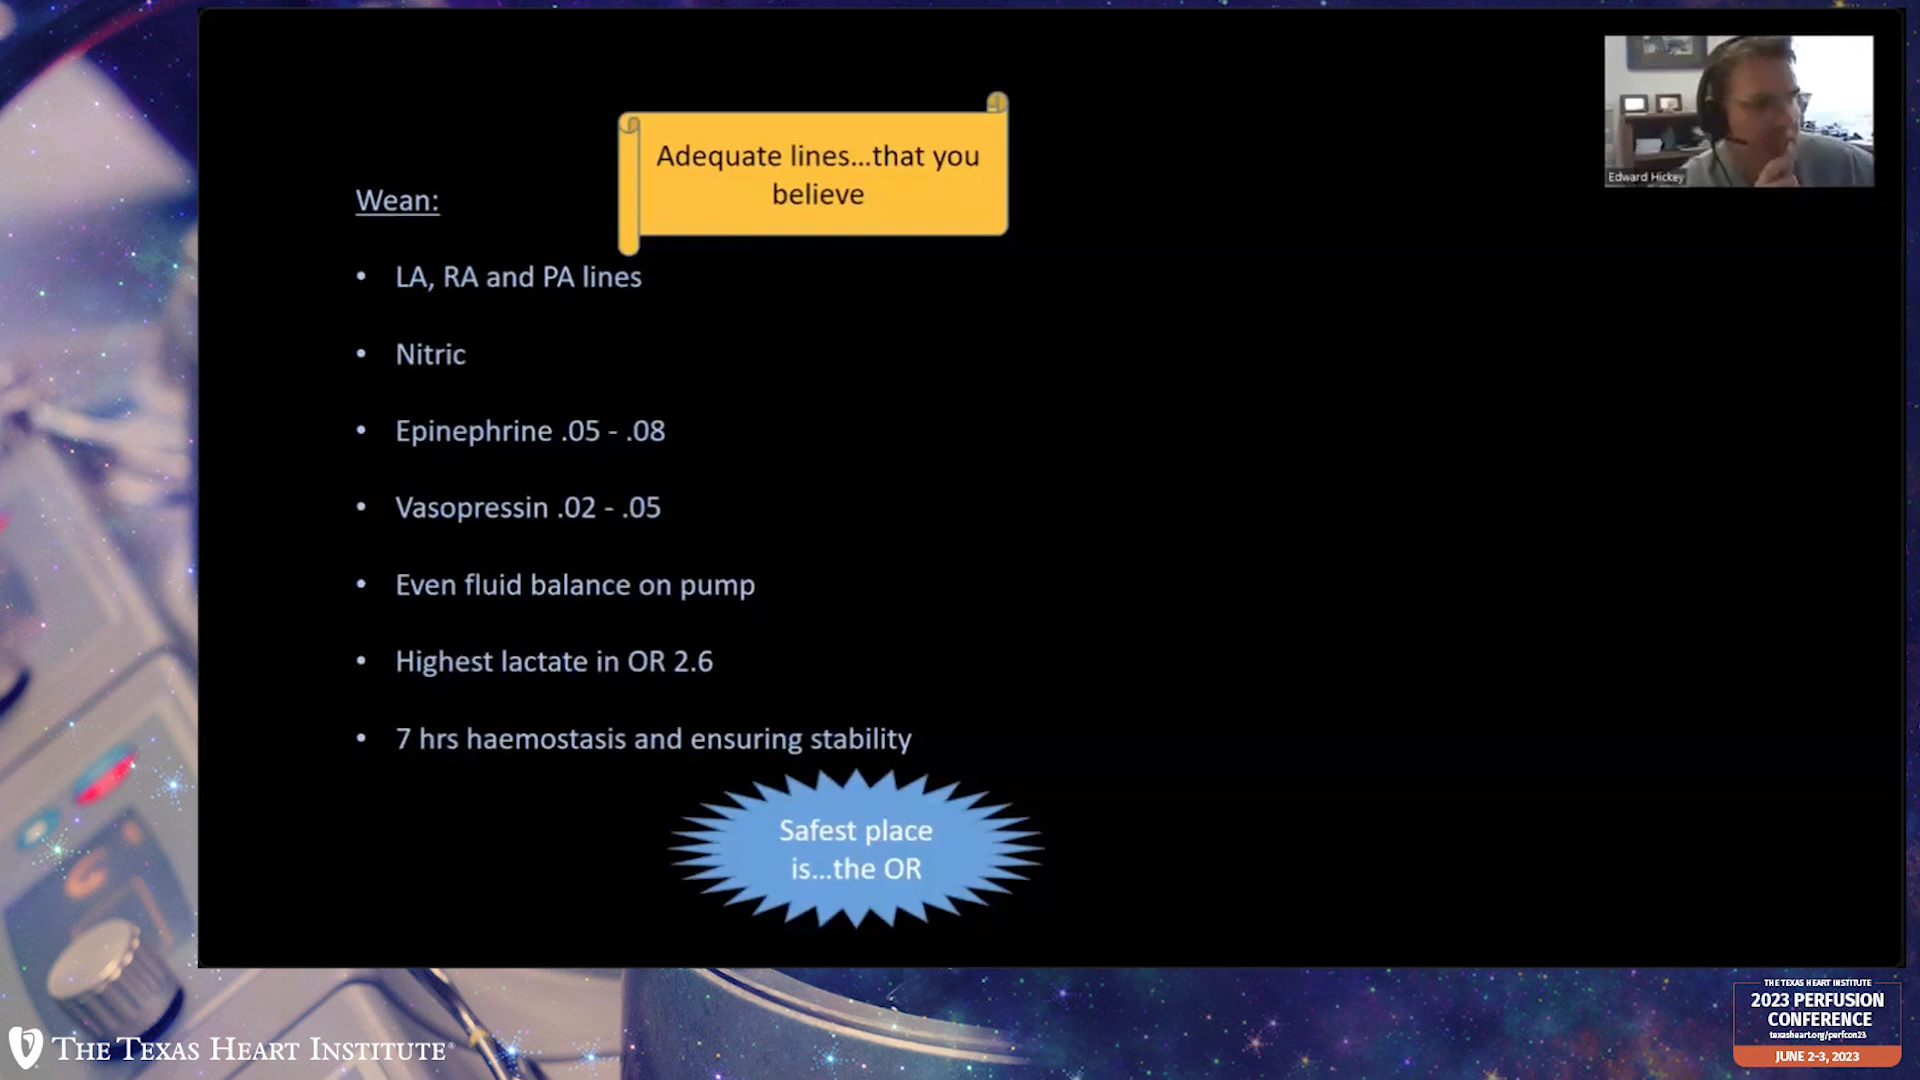 Adequate lines...that you
believe
Wean:
• LA, RA and PA lines
• Nitric
• Epinephrine .05 - .08
• Vasopressin .02 - .05
• Even fluid balance on pump
• Highest lactate in OR 2.6
• 7 hrs haemostasis and ensuring stability
Safest place
is...the OR
Edward Hickey
THE TEXAS HEART INSTITUTE®
THE TEXAS HEART INSTITUTE
2023 PERFUSION
CONFERENCE
texasheart.org/perfcon23
JUNE 2-3, 2023